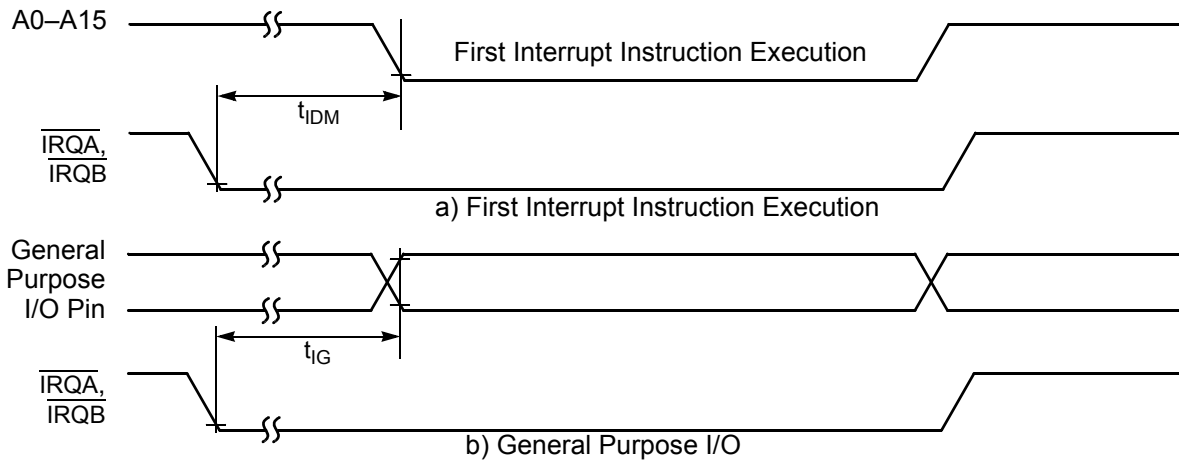 A0–A15
First Interrupt Instruction Execution
tIDM
IRQA,
IRQB
a) First Interrupt Instruction Execution
General
Purpose
I/O Pin
tIG
IRQA,
IRQB
b) General Purpose I/O